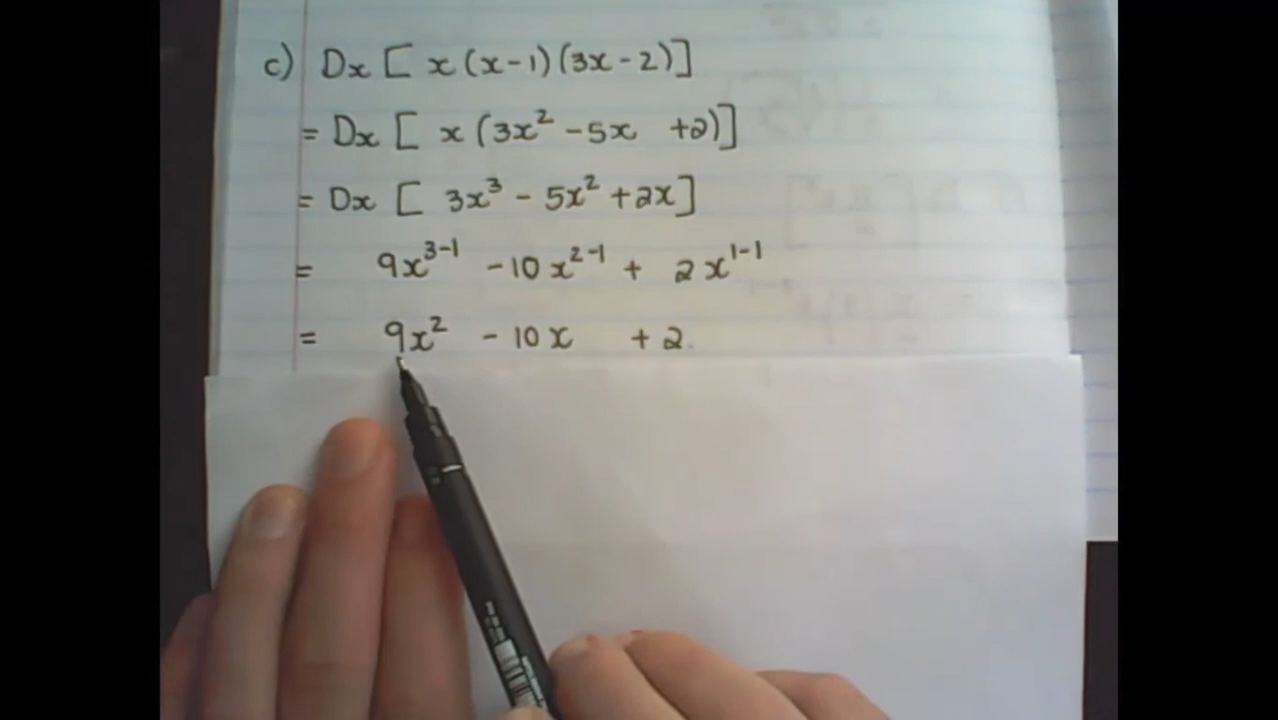 c) Dx [ x (x-1) (3x - 2)]
= Dx [ x (3x² - 5x + 2)]
= Dx [ 3x³ - 5x² + 2x ]
= 9x³⁻¹ - 10x²⁻¹ + 2x¹⁻¹
= 9x² - 10x + 2